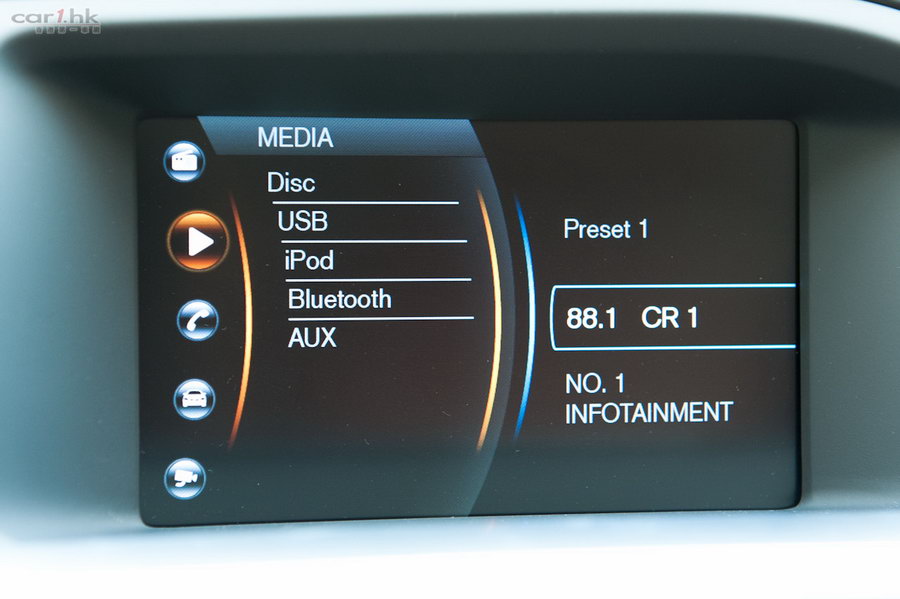 car1.hk
MEDIA
Disc
USB
iPod
Bluetooth
AUX
Preset 1
88.1 CR 1
NO. 1
INFOTAINMENT